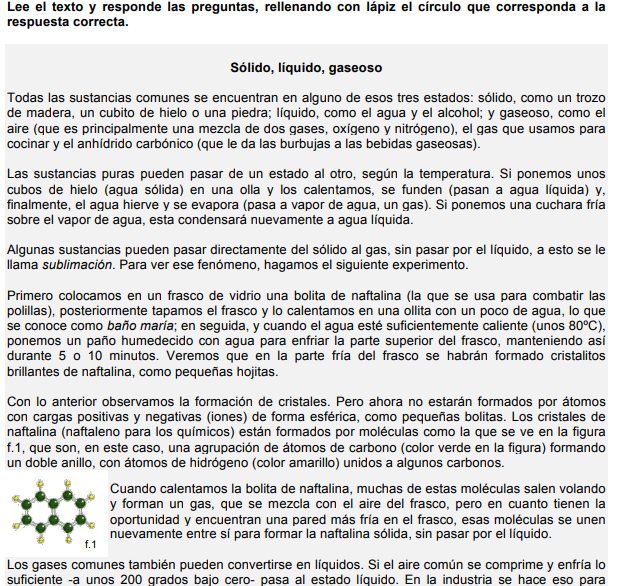 Lee el texto y responde las preguntas, rellenando con lápiz el círculo que corresponda a la
respuesta correcta.
Sólido, líquido, gaseoso
Todas las sustancias comunes se encuentran en alguno de esos tres estados: sólido, como un trozo
de madera, un cubito de hielo o una piedra; líquido, como el agua y el alcohol; y gaseoso, como el
aire (que es principalmente una mezcla de dos gases, oxígeno y nitrógeno), el gas que usamos para
cocinar y el anhídrido carbónico (que le da las burbujas a las bebidas gaseosas).
Las sustancias puras pueden pasar de un estado al otro, según la temperatura. Si ponemos unos
cubos de hielo (agua sólida) en una olla y los calentamos, se funden (pasan a agua líquida) y,
finalmente, el agua hierve y se evapora (pasa a vapor de agua, un gas). Si ponemos una cuchara fría
sobre el vapor de agua, esta condensará nuevamente a agua líquida.
Algunas sustancias pueden pasar directamente del sólido al gas, sin pasar por el líquido, a esto se le
llama sublimación. Para ver ese fenómeno, hagamos el siguiente experimento.
Primero colocamos en un frasco de vidrio una bolita de naftalina (la que se usa para combatir las
polillas), posteriormente tapamos el frasco y lo calentamos en una ollita con un poco de agua, lo que
se conoce como baño maría; en seguida, y cuando el agua esté suficientemente caliente (unos 80ºC),
ponemos un paño humedecido con agua para enfriar la parte superior del frasco, manteniendo así
durante 5 o 10 minutos. Veremos que en la parte fría del frasco se habrán formado cristalitos
brillantes de naftalina, como pequeñas hojitas.
Con lo anterior observamos la formación de cristales. Pero ahora no estarán formados por átomos
con cargas positivas y negativas (iones) de forma esférica, como pequeñas bolitas. Los cristales de
naftalina (naftaleno para los químicos) están formados por moléculas como la que se ve en la figura
f.1, que son, en este caso, una agrupación de átomos de carbono (color verde en la figura) formando
un doble anillo, con átomos de hidrógeno (color amarillo) unidos a algunos carbonos.
Cuando calentamos la bolita de naftalina, muchas de estas moléculas salen volando
y forman un gas, que se mezcla con el aire del frasco, pero en cuanto tienen la
oportunidad y encuentran una pared más fría en el frasco, esas moléculas se unen
nuevamente entre sí para formar la naftalina sólida, sin pasar por el líquido.
f.1
Los gases comunes también pueden convertirse en líquidos. Si el aire común se comprime y enfría lo
suficiente -a unos 200 grados bajo cero- pasa al estado líquido. En la industria se hace eso para